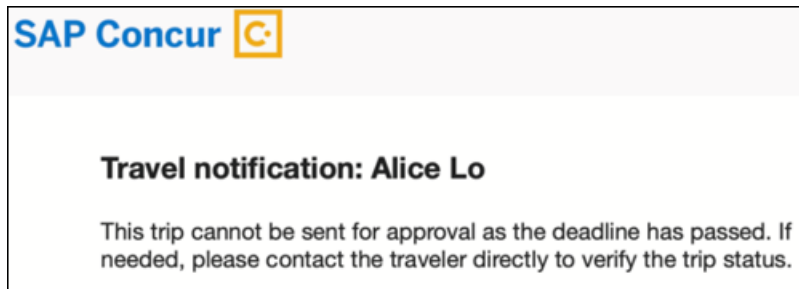 SAP Concur C
Travel notification: Alice Lo
This trip cannot be sent for approval as the deadline has passed. If
needed, please contact the traveler directly to verify the trip status.